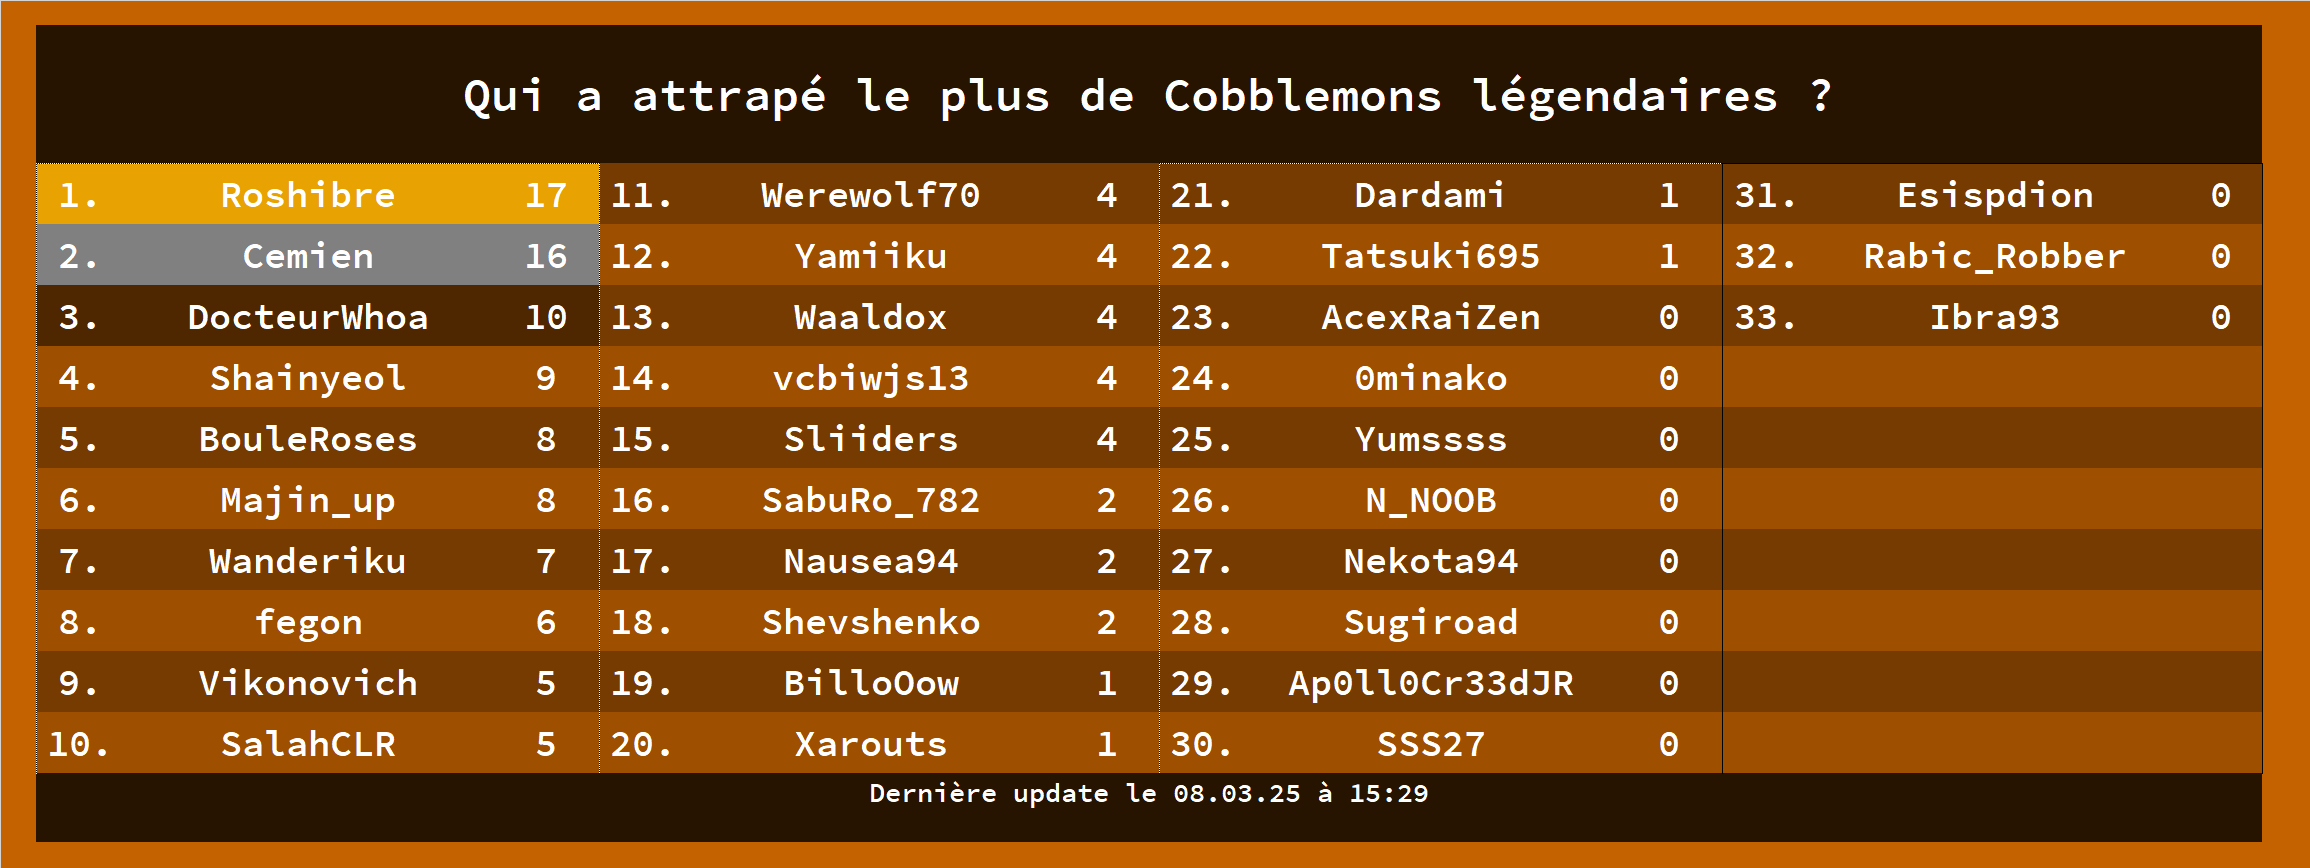 Qui a attrapé le plus de Cobblemons légendaires ?
1. Roshibre 17
2. Cemien 16
3. DocteurWhoa 10
4. Shainyeol 9
5. BouleRoses 8
6. Majin_up 8
7. Wanderiku 7
8. fegon 6
9. Vikonovich 5
10. SalahCLR 5
11. Werewolf70 4
12. Yamiiku 4
13. Waaldox 4
14. vcbiwjs13 4
15. Sliiders 4
16. SabuRo_782 2
17. Nausea94 2
18. Shevshenko 2
19. BilloOow 1
20. Xarouts 1
21. Dardami 1
22. Tatsuki695 1
23. AcexRaiZen 0
24. 0minako 0
25. Yumssss 0
26. N_NOOB 0
27. Nekota94 0
28. Sugiroad 0
29. Ap0ll0Cr33dJR 0
30. SSS27 0
31. Esispdion 0
32. Rabic_Robber 0
33. Ibra93 0
Dernière update le 08.03.25 à 15:29